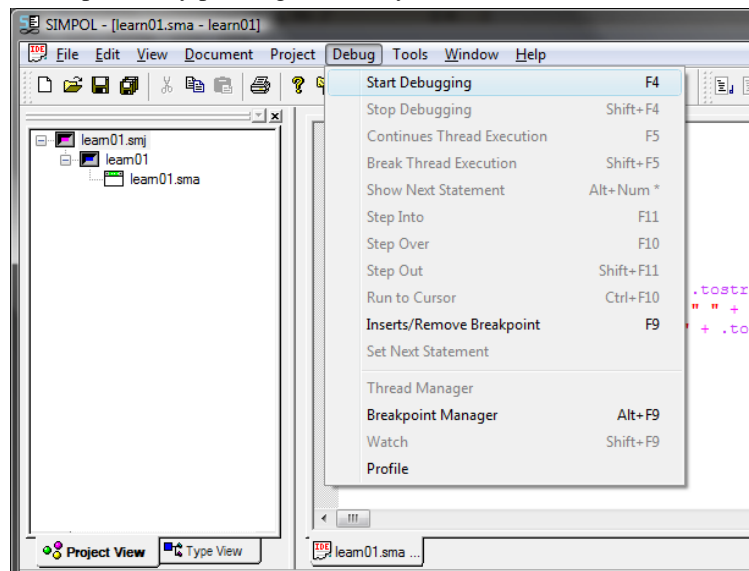 SIMPOL - [learn01.sma - learn01]
File Edit View Document Project Debug Tools Window Help
Start Debugging F4
Stop Debugging Shift+F4
Continues Thread Execution F5
Break Thread Execution Shift+F5
Show Next Statement Alt+Num *
Step Into F11
Step Over F10
Step Out Shift+F11
Run to Cursor Ctrl+F10
Inserts/Remove Breakpoint F9
Set Next Statement
Thread Manager
Breakpoint Manager Alt+F9
Watch Shift+F9
Profile
learn01.smj
learn01
learn01.sma
.tostr
" " +
" + .to
Project View Type View
IDE learn01.sma ...